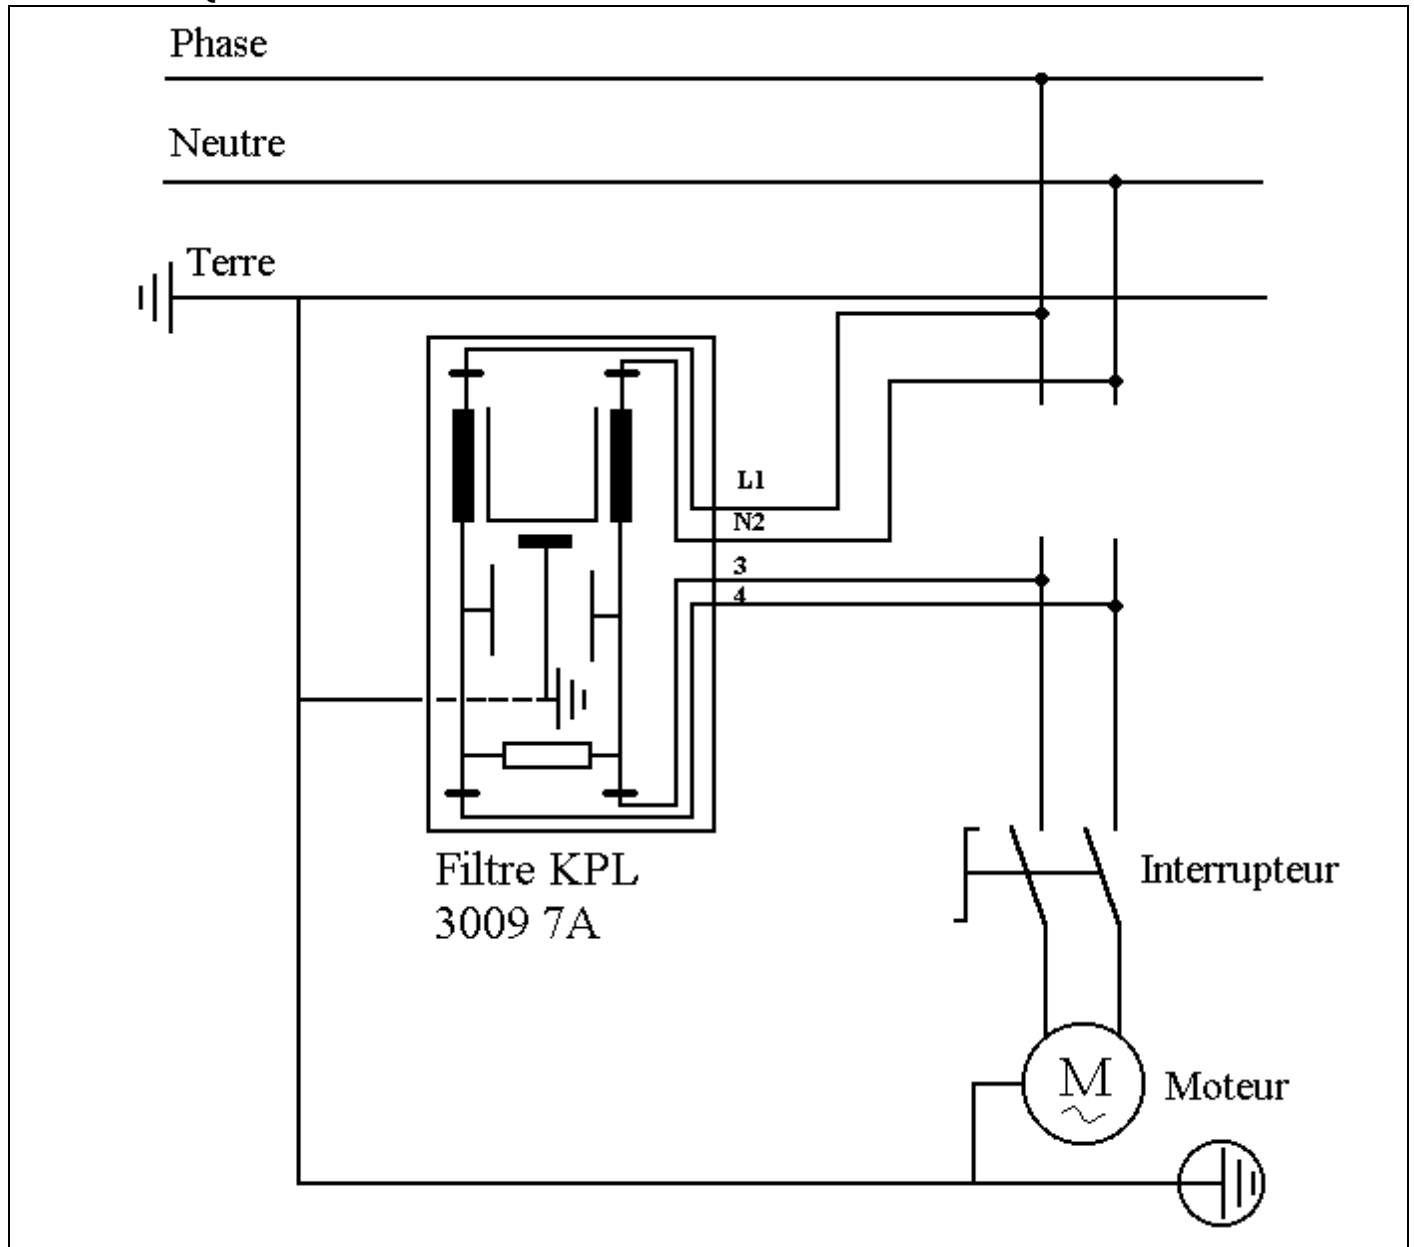 Phase
Neutre
Terre
L1
N2
3
4
Filtre KPL
3009 7A
Interrupteur
M
Moteur